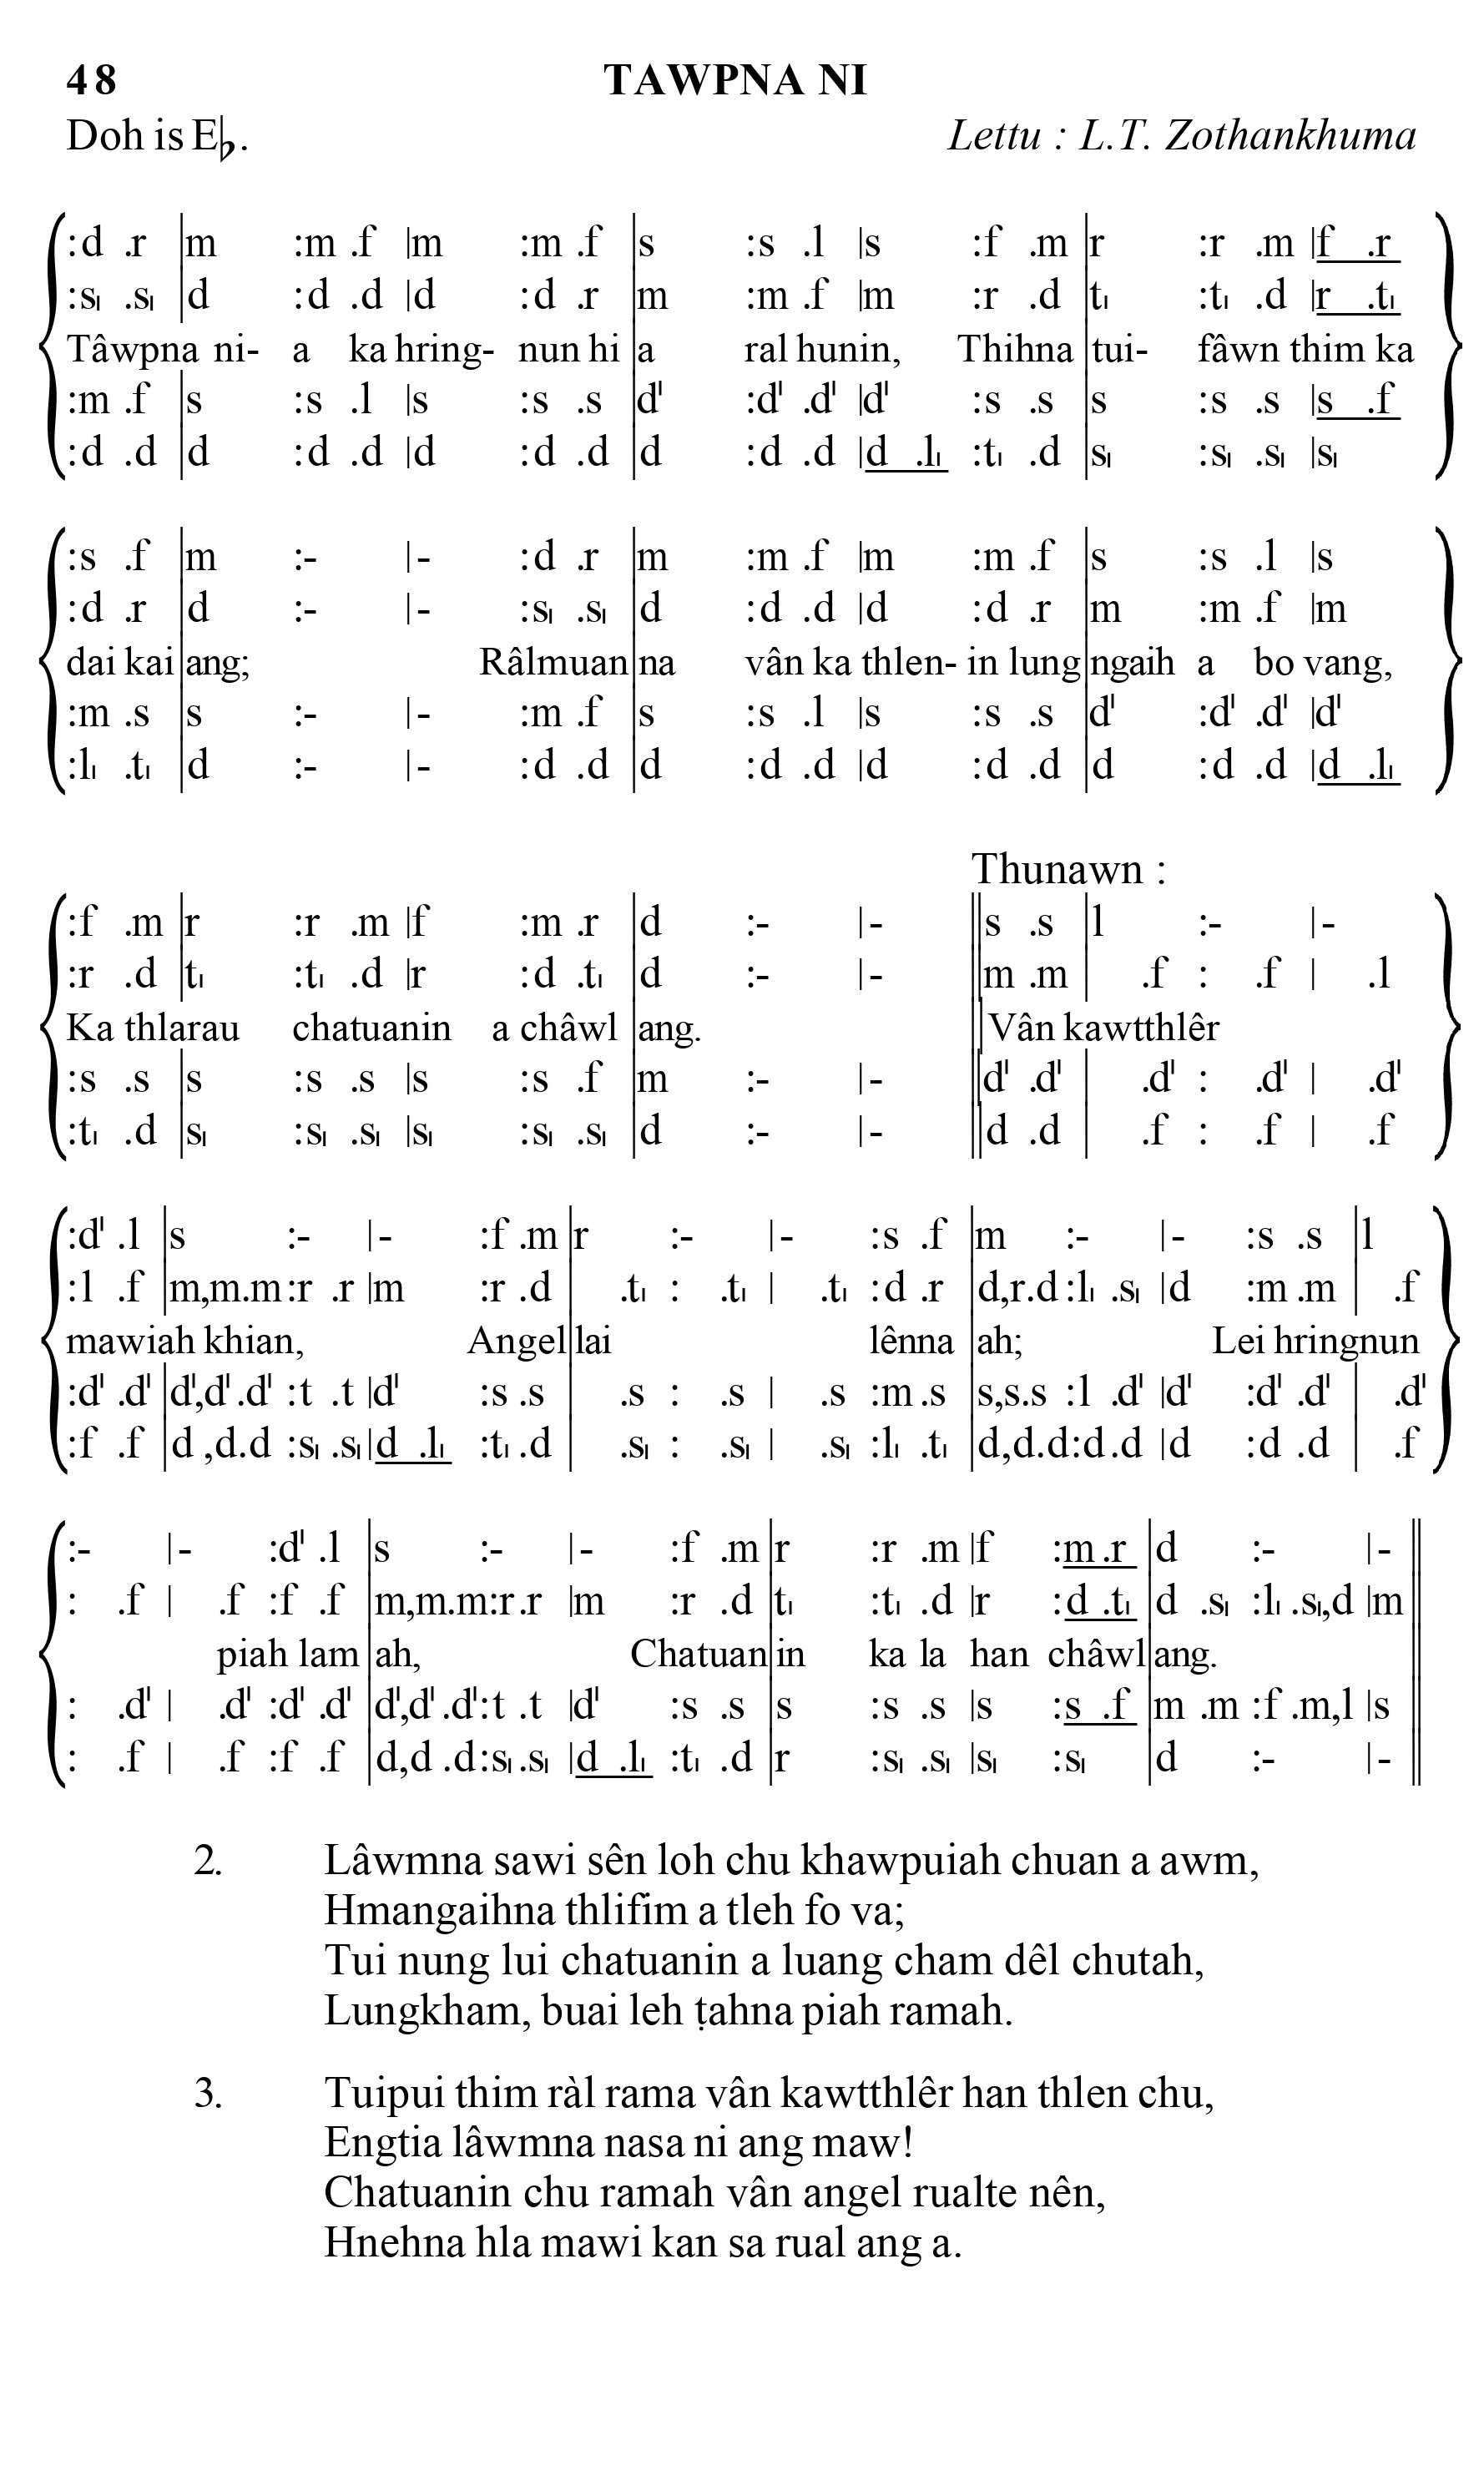 48 TAWPNA NI
Doh is E♭. Lettu : L.T. Zothankhuma
:d .r |m :m .f |m :m .f |s :s .l |s :f .m |r :r .m |f .r
:s₁ .s₁ |d :d .d |d :d .r |m :m .f |m :r .d |t₁ :t₁ .d |r .t₁
Tâwpna ni- a ka hring- nun hi a ral hunin, Thihna tui- fâwn thim ka
:m .f |s :s .l |s :s .s |d' :d' .d' |d' :s .s |s :s .s |s .f
:d .d |d :d .d |d :d .d |d :d .d |d .l₁ :t₁ .d |s₁ :s₁ .s₁ |s₁
:s .f |m :- |- :d .r |m :m .f |m :m .f |s :s .l |s
:d .r |d :- |- :s₁ .s₁ |d :d .d |d :d .r |m :m .f |m
dai kai ang; Râlmuan na vân ka thlen- in lung ngaih a bo vang,
:m .s |s :- |- :m .f |s :s .l |s :s .s |d' :d' .d' |d'
:l₁ .t₁ |d :- |- :d .d |d :d .d |d :d .d |d :d .d |d .l₁
Thunawn :
:f .m |r :r .m |f :m .r |d :- |- ||s .s |l :- |-
:r .d |t₁ :t₁ .d |r :d .t₁ |d :- |- ||m .m | .f : .f | .l
Ka thlarau chatuanin a châwl ang. ||Vân kawtthlêr
:s .s |s :s .s |s :s .f |m :- |- ||d' .d' | .d' : .d' | .d'
:t₁ .d |s₁ :s₁ .s₁ |s₁ :s₁ .s₁ |d :- |- ||d .d | .f : .f | .f
:d' .l |s :- |- :f .m |r :- |- :s .f |m :- |- :s .s |l
:l .f |m,m.m :r .r |m :r .d | .t₁ : .t₁ | .t₁ :d .r |d,r.d :l₁ .s₁ |d :m .m | .f
mawiah khian, Angel lai lênna ah; Lei hringnun
:d' .d' |d',d'.d' :t .t |d' :s .s | .s : .s | .s :m .s |s,s.s :l .d' |d' :d' .d' | .d'
:f .f |d ,d.d :s₁ .s₁ |d .l₁ :t₁ .d | .s₁ : .s₁ | .s₁ :l₁ .t₁ |d,d.d :d .d |d :d .d | .f
:- |- :d' .l |s :- |- :f .m |r :r .m |f :m .r |d :- |- ||
: .f | .f :f .f |m,m.m :r .r |m :r .d |t₁ :t₁ .d |r :d .t₁ |d .s₁ :l₁ .s₁,d |m ||
piah lam ah, Chatuan in ka la han châwl ang.
: .d' | .d' :d' .d' |d',d' .d' :t .t |d' :s .s |s :s .s |s :s .f |m .m :f .m,l |s ||
: .f | .f :f .f |d,d .d :s₁ .s₁ |d .l₁ :t₁ .d |r :s₁ .s₁ |s₁ :s₁ |d :- |- ||
2. Lâwmna sawi sên loh chu khawpuiah chuan a awm,
Hmangaihna thlifim a tleh fo va;
Tui nung lui chatuanin a luang cham dêl chutah,
Lungkham, buai leh ṭahna piah ramah.
3. Tuipui thim ràl rama vân kawtthlêr han thlen chu,
Engtia lâwmna nasa ni ang maw!
Chatuanin chu ramah vân angel rualte nên,
Hnehna hla mawi kan sa rual ang a.